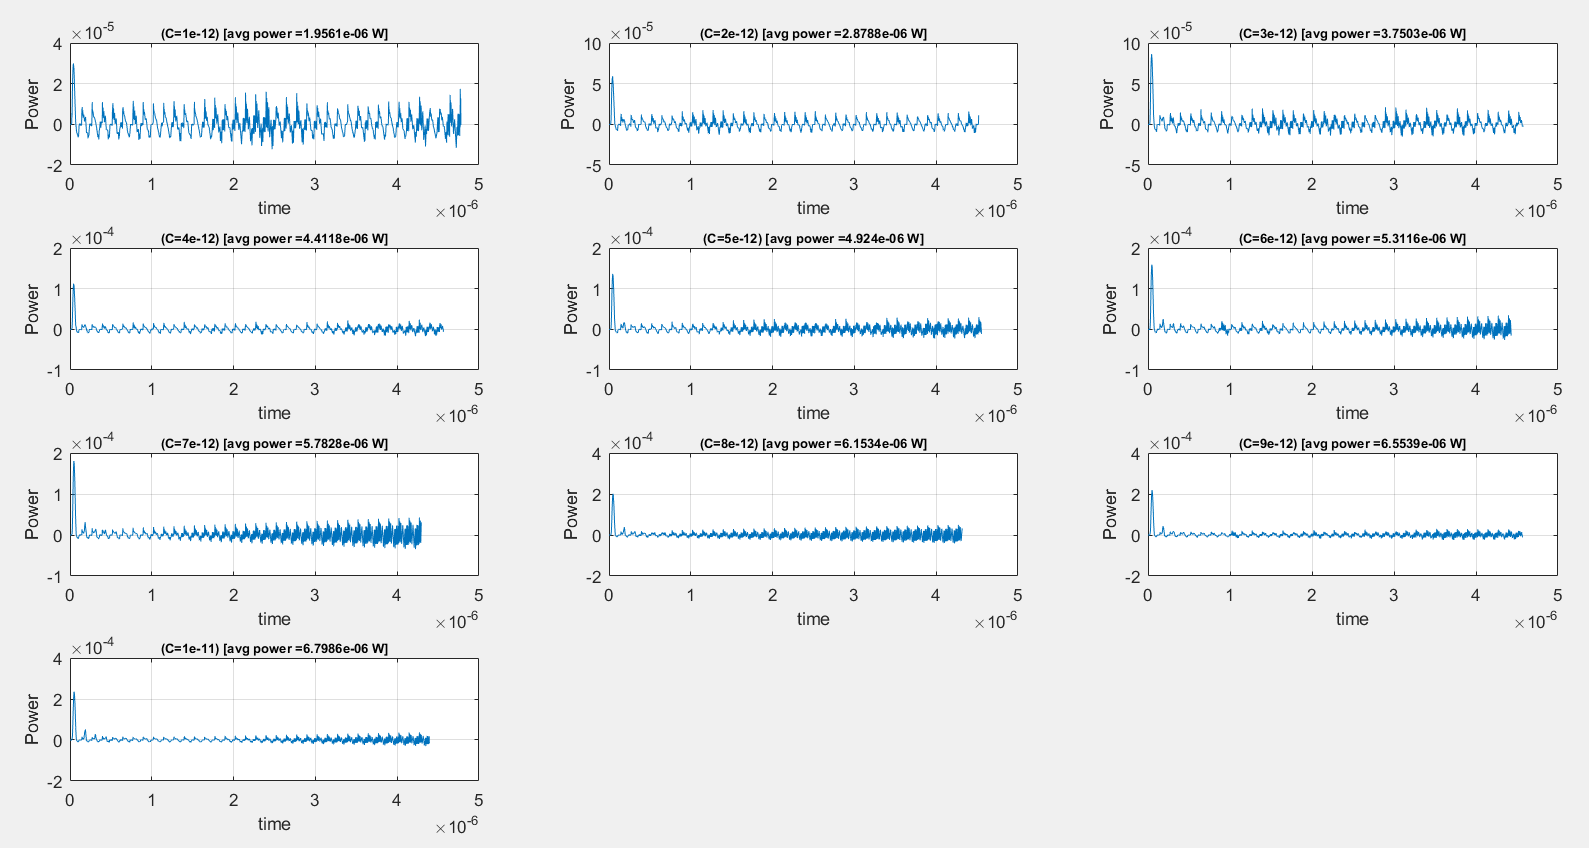 (C=1e-12) [avg power =1.9561e-06 W]
×10^-5
Power
4
2
0
-2
0 1 2 3 4 5
time
×10^-6
(C=2e-12) [avg power =2.8788e-06 W]
×10^-5
Power
10
5
0
-5
0 1 2 3 4 5
time
×10^-6
(C=3e-12) [avg power =3.7503e-06 W]
×10^-5
Power
10
5
0
-5
0 1 2 3 4 5
time
×10^-6
(C=4e-12) [avg power =4.4118e-06 W]
×10^-4
Power
2
1
0
-1
0 1 2 3 4 5
time
×10^-6
(C=5e-12) [avg power =4.924e-06 W]
×10^-4
Power
2
1
0
-1
0 1 2 3 4 5
time
×10^-6
(C=6e-12) [avg power =5.3116e-06 W]
×10^-4
Power
2
1
0
-1
0 1 2 3 4 5
time
×10^-6
(C=7e-12) [avg power =5.7828e-06 W]
×10^-4
Power
2
1
0
-1
0 1 2 3 4 5
time
×10^-6
(C=8e-12) [avg power =6.1534e-06 W]
×10^-4
Power
4
2
0
-2
0 1 2 3 4 5
time
×10^-6
(C=9e-12) [avg power =6.5539e-06 W]
×10^-4
Power
4
2
0
-2
0 1 2 3 4 5
time
×10^-6
(C=1e-11) [avg power =6.7986e-06 W]
×10^-4
Power
4
2
0
-2
0 1 2 3 4 5
time
×10^-6